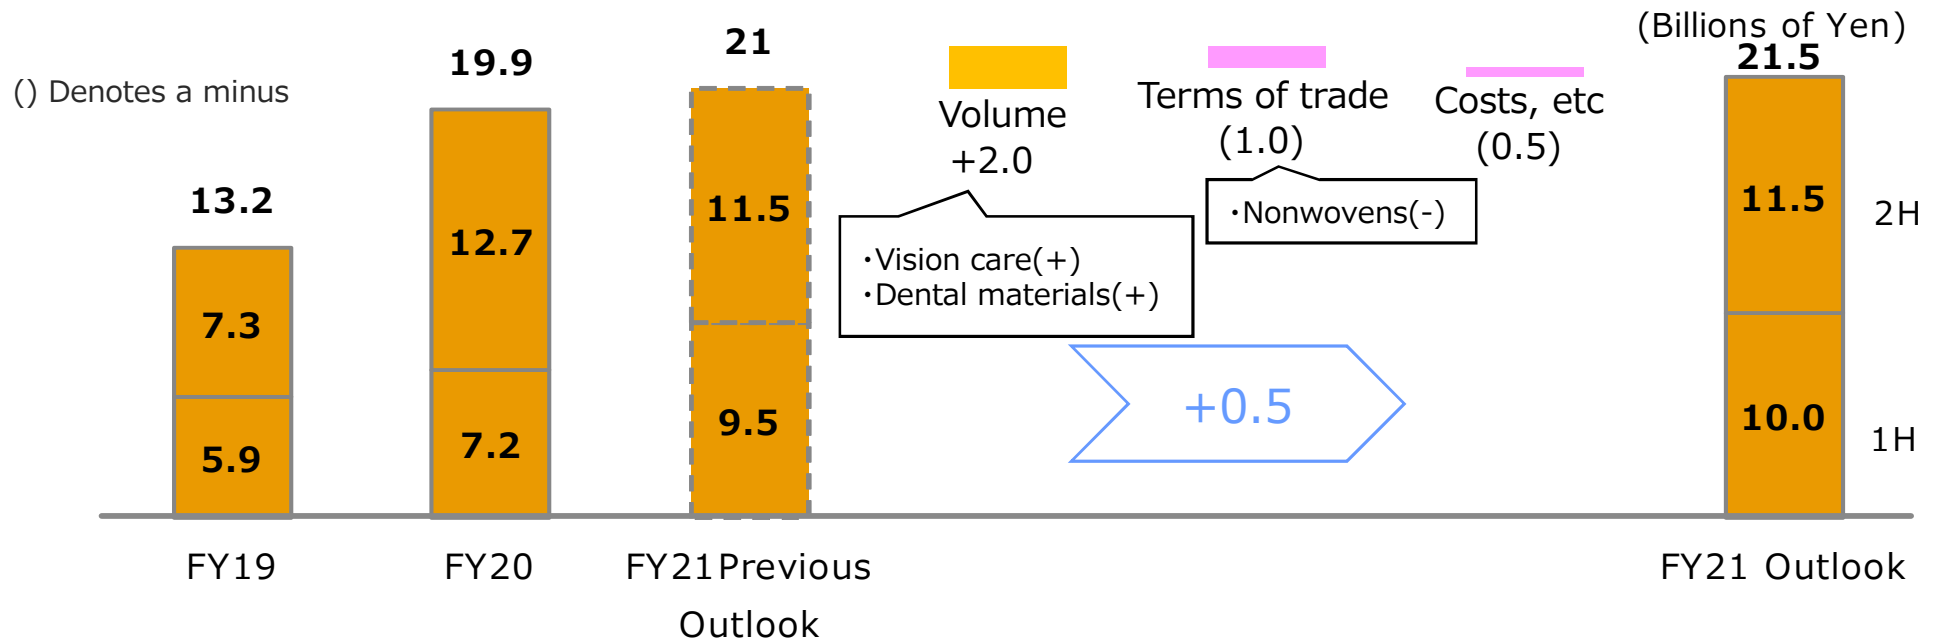 (Billions of Yen)
() Denotes a minus
13.2
7.3
5.9
19.9
12.7
7.2
21
11.5
9.5
Volume
+2.0
・Vision care(+)
・Dental materials(+)
Terms of trade
(1.0)
・Nonwovens(-)
Costs, etc
(0.5)
+0.5
21.5
11.5
10.0
2H
1H
FY19
FY20
FY21Previous
Outlook
FY21 Outlook